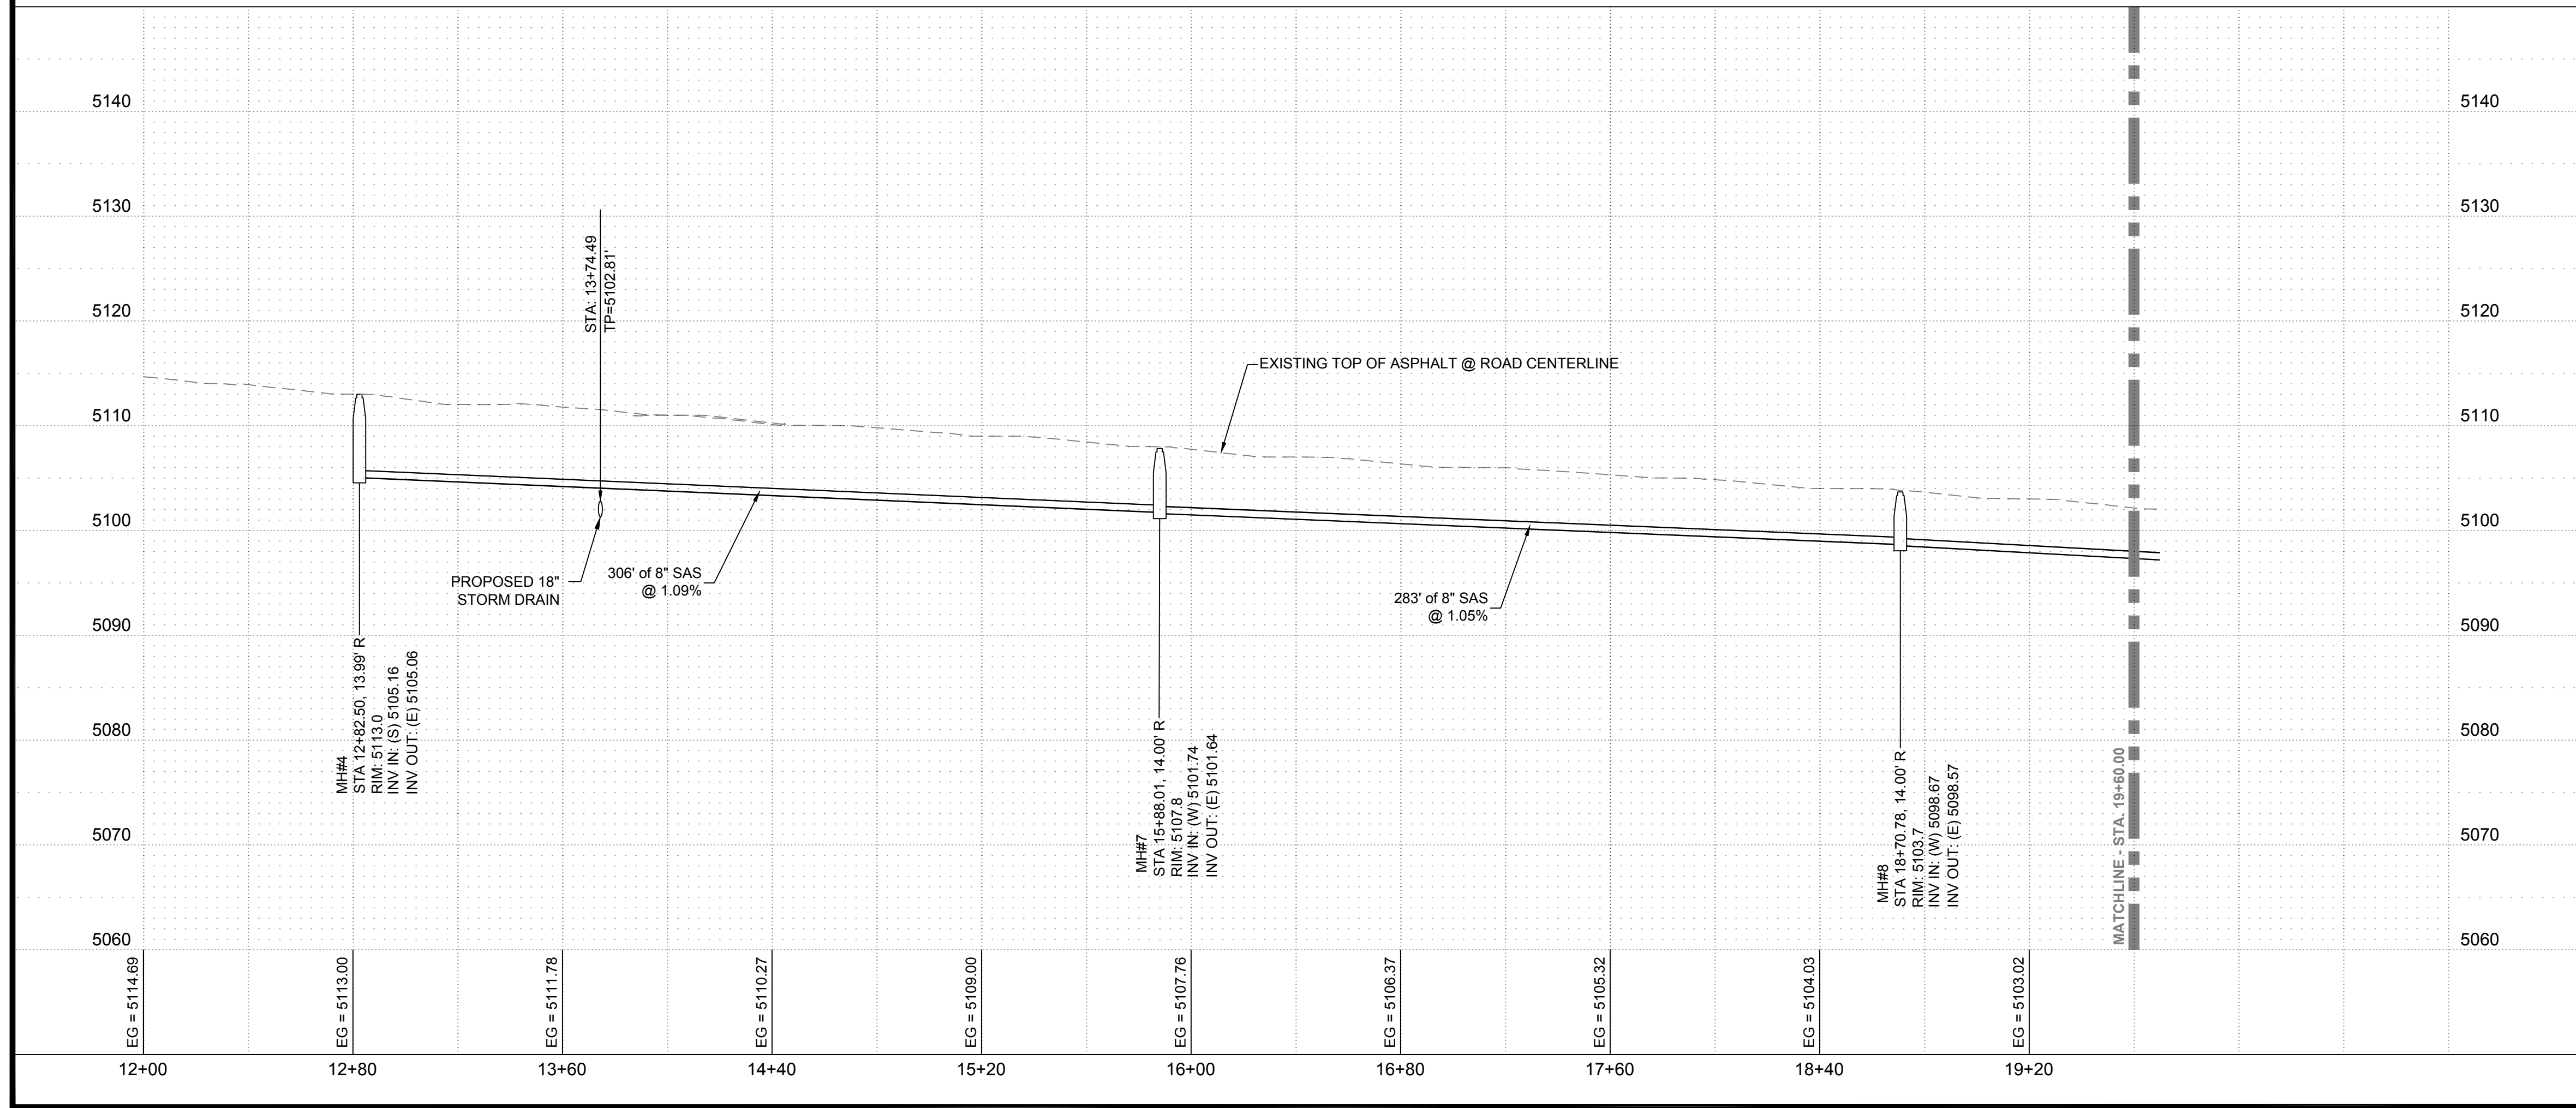 5140
5130
5120
5110
5100
5090
5080
5070
5060
5140
5130
5120
5110
5100
5090
5080
5070
5060
STA: 13+74.49
TP=5102.81'
EXISTING TOP OF ASPHALT @ ROAD CENTERLINE
PROPOSED 18"
STORM DRAIN
306' of 8" SAS
@ 1.09%
283' of 8" SAS
@ 1.05%
MH#4
STA 12+82.50, 13.99' R
RIM: 5113.0
INV IN: (S) 5105.16
INV OUT: (E) 5105.06
MH#7
STA 15+88.01, 14.00' R
RIM: 5107.8
INV IN: (W) 5101.74
INV OUT: (E) 5101.64
MH#8
STA 18+70.78, 14.00' R
RIM: 5103.7
INV IN: (W) 5098.67
INV OUT: (E) 5098.57
MATCHLINE - STA. 19+60.00
EG = 5114.69
EG = 5113.00
EG = 5111.78
EG = 5110.27
EG = 5109.00
EG = 5107.76
EG = 5106.37
EG = 5105.32
EG = 5104.03
EG = 5103.02
12+00
12+80
13+60
14+40
15+20
16+00
16+80
17+60
18+40
19+20